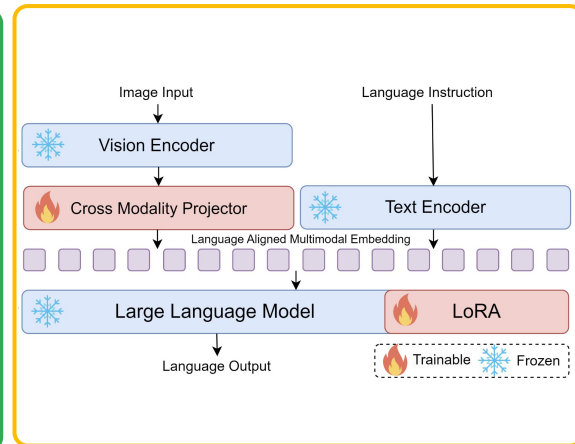 Image Input
Language Instruction
Vision Encoder
Cross Modality Projector
Text Encoder
Language Aligned Multimodal Embedding
Large Language Model
LoRA
Language Output
Trainable
Frozen